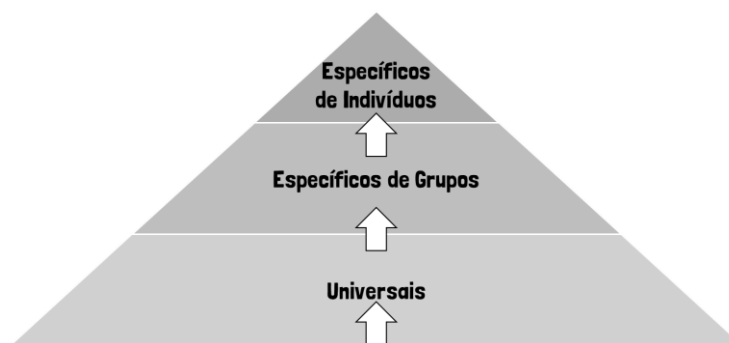 Específicos
de Indivíduos
Específicos de Grupos
Universais